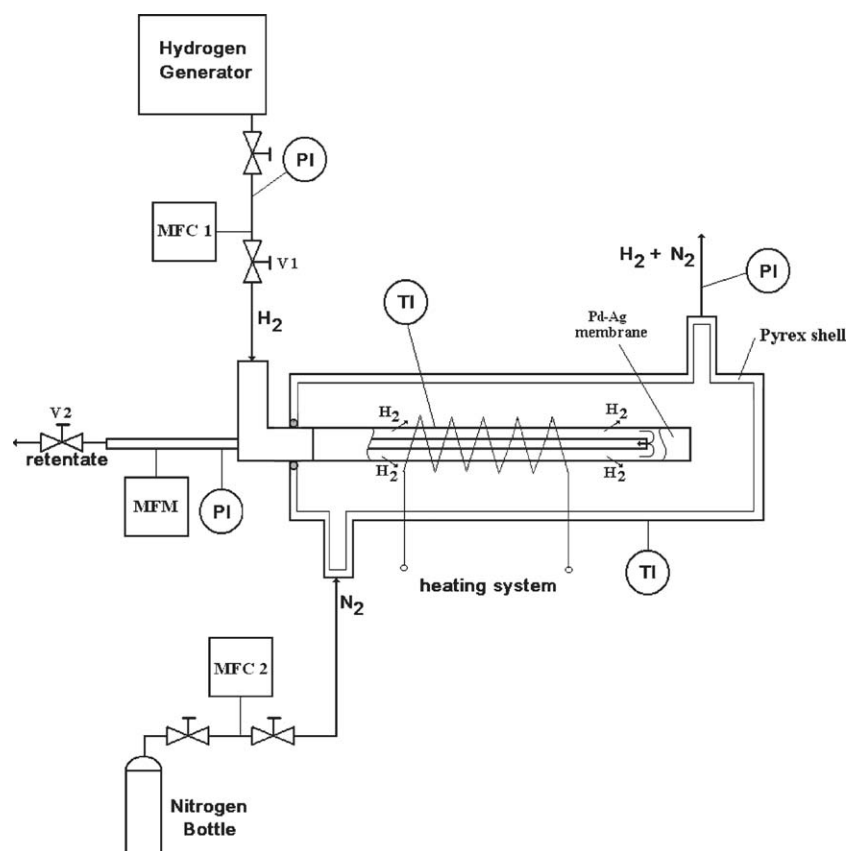 Hydrogen
Generator
PI
MFC 1
V1
H2
H2 + N2
PI
TI
Pd-Ag
membrane
Pyrex shell
V2
H2
H2
retentate
H2
H2
MFM
PI
TI
heating system
N2
MFC 2
Nitrogen
Bottle